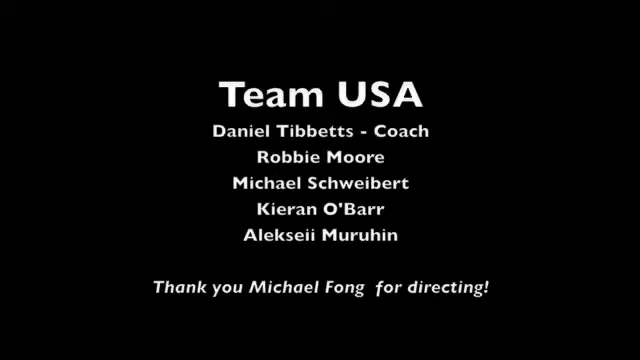 Team USA
Daniel Tibbetts - Coach
Robbie Moore
Michael Schweibert
Kieran O'Barr
Alekseii Muruhin
Thank you Michael Fong  for directing!